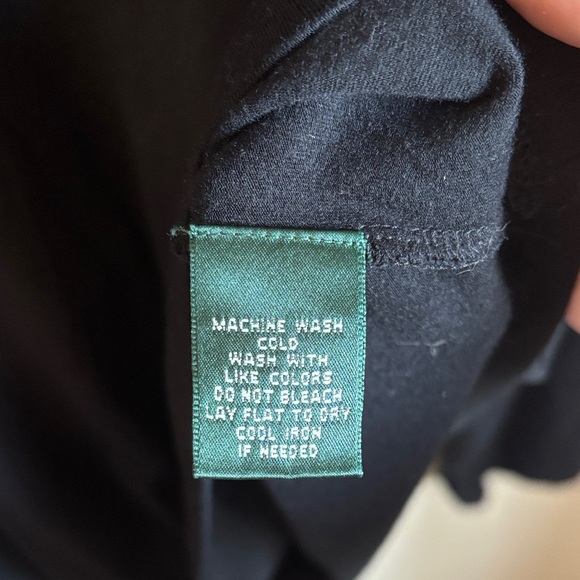 MACHINE WASH
COLD
WASH WITH
LIKE COLORS
DO NOT BLEACH
LAY FLAT TO DRY
COOL IRON
IF NEEDED